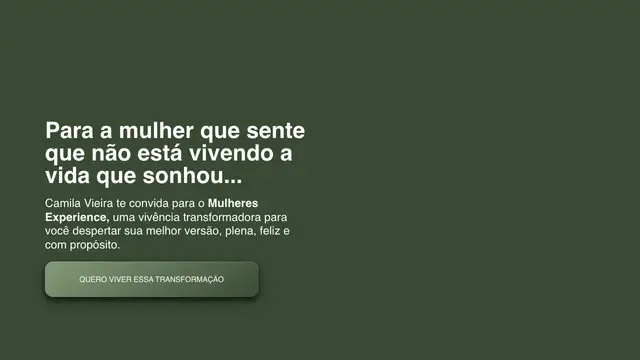 Para a mulher que sente
que não está vivendo a
vida que sonhou...
Camila Vieira te convida para o Mulheres
Experience, uma vivência transformadora para
você despertar sua melhor versão, plena, feliz e
com propósito.
QUERO VIVER ESSA TRANSFORMAÇÃO